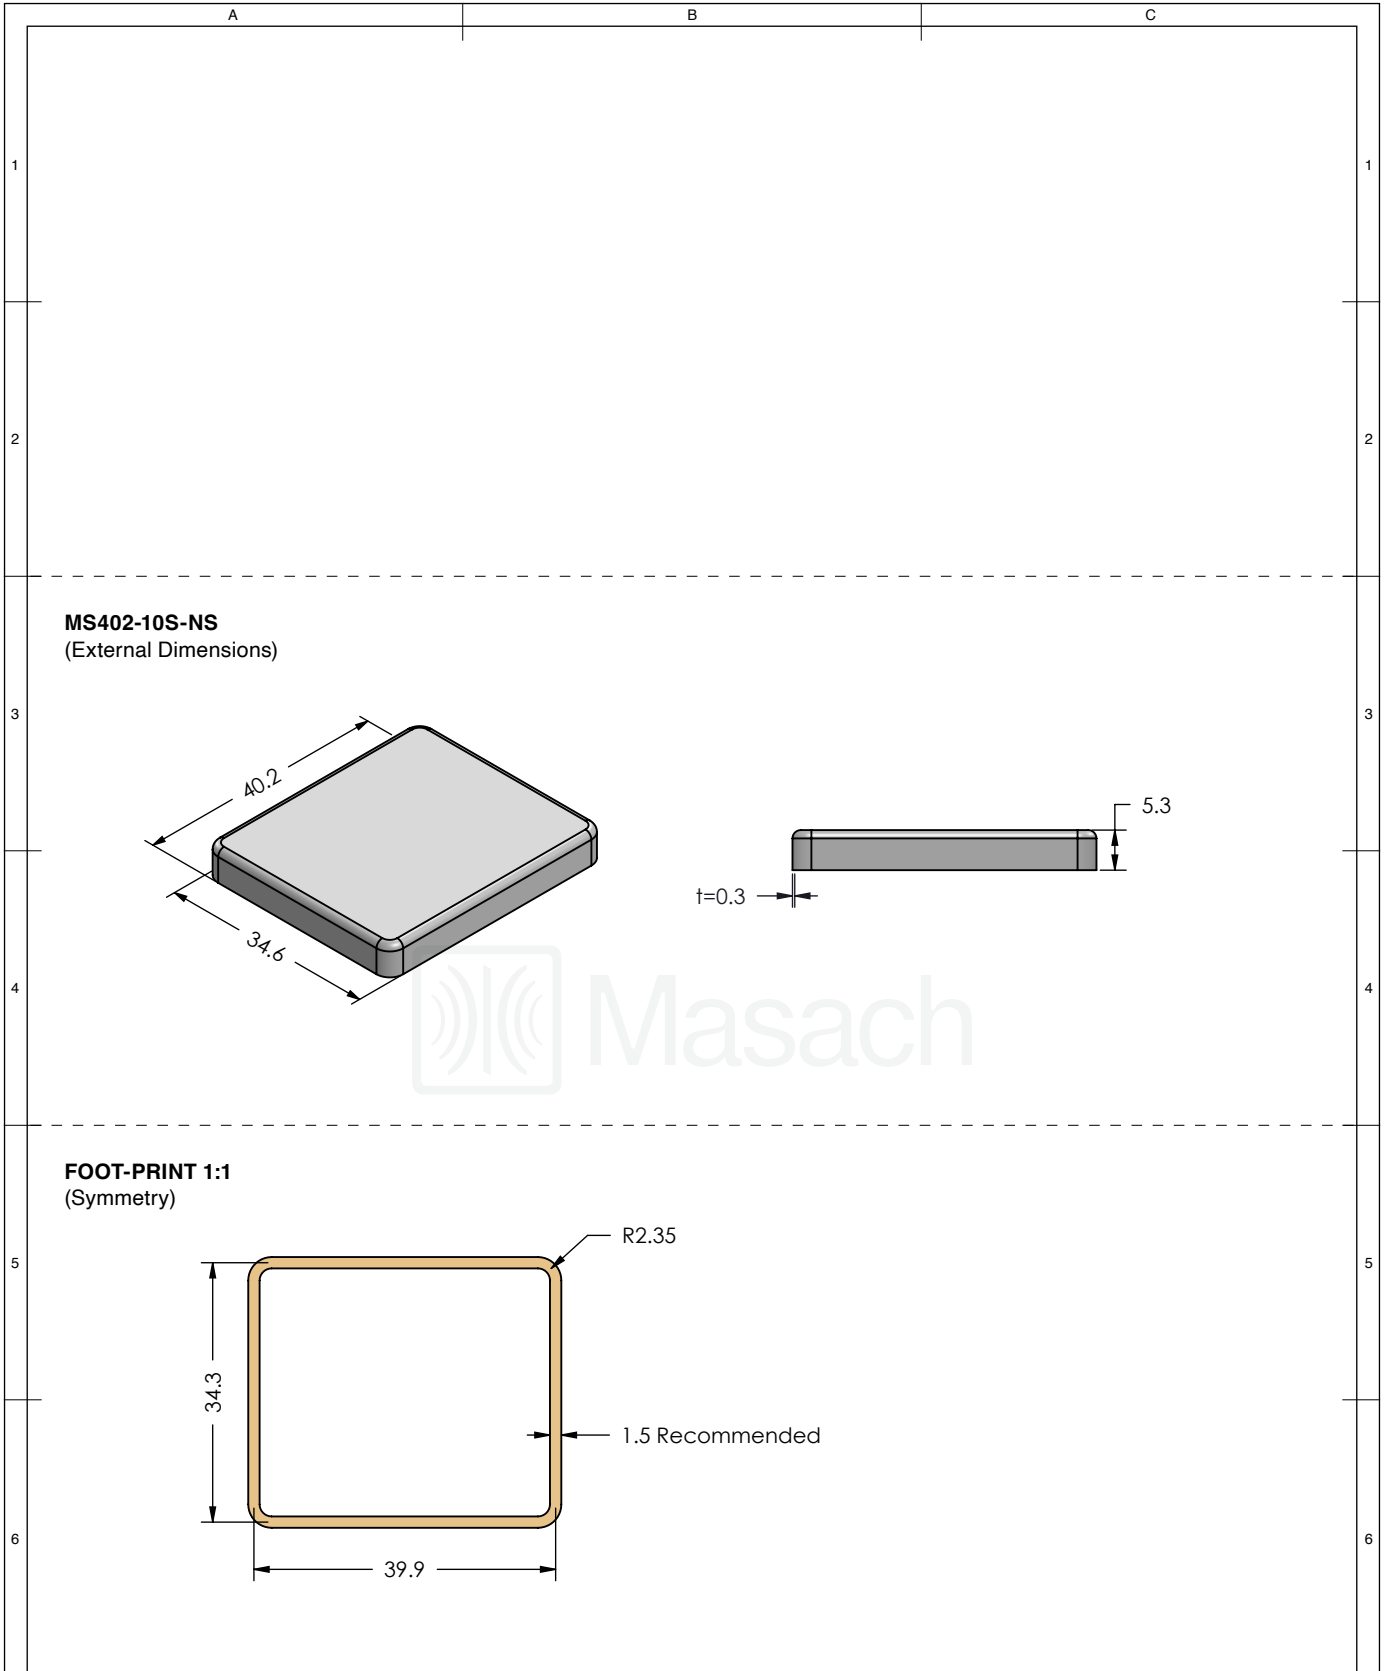 A B C
1 1
2 2
MS402-10S-NS
(External Dimensions)
3 3
40.2
5.3
t=0.3
34.6
4 4
Masach
FOOT-PRINT 1:1
(Symmetry)
R2.35
5 5
34.3
1.5 Recommended
6 6
39.9